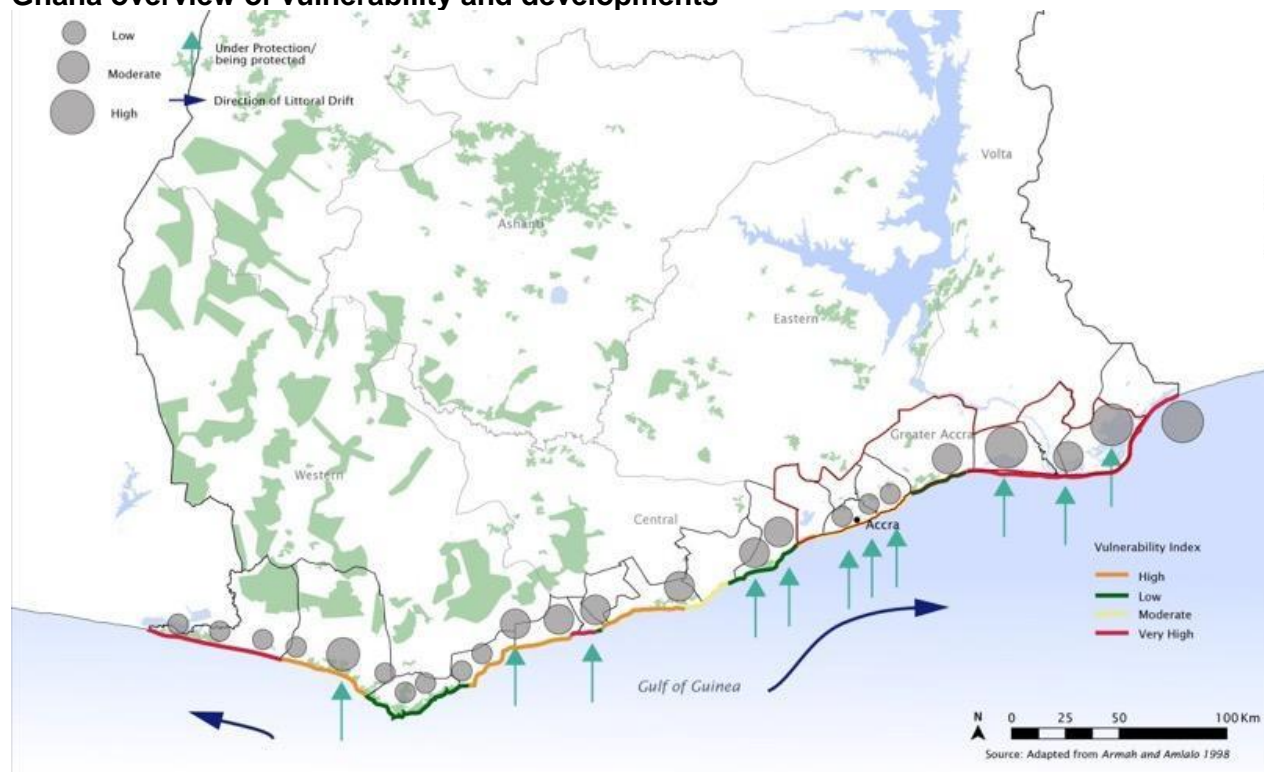 Ghana overview of vulnerability and developments
Low
Moderate
High
Under Protection/
being protected
Direction of Littoral Drift
Volta
Ashanti
Eastern
Greater Accra
Western
Central
Accra
Gulf of Guinea
Vulnerability Index
High
Low
Moderate
Very High
N
0 25 50 100 Km
Source: Adapted from Armah and Amlalo 1998